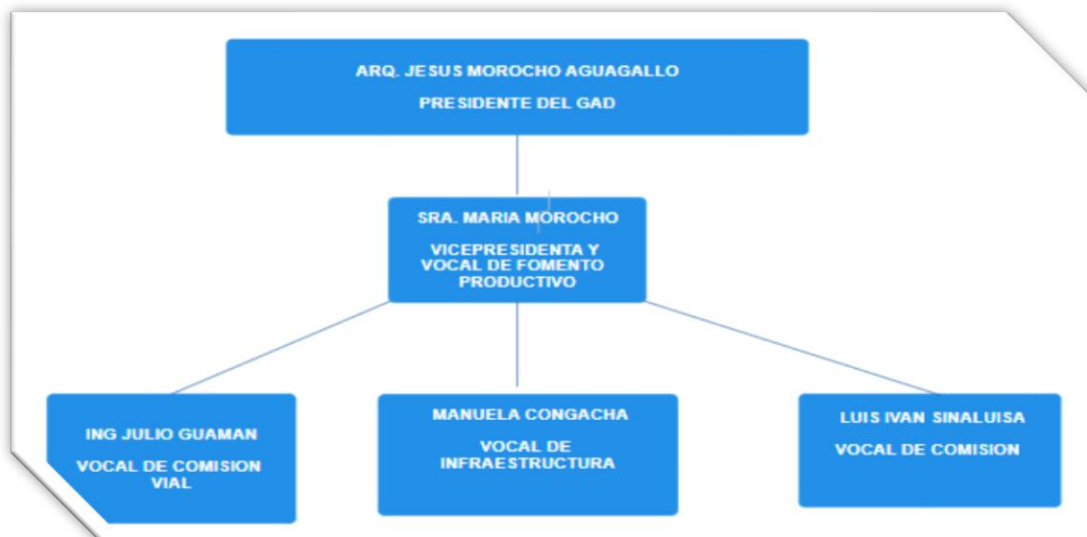 ARQ. JESUS MOROCHO AGUAGALLO
PRESIDENTE DEL GAD
SRA. MARIA MOROCHO
VICEPRESIDENTA Y
VOCAL DE FOMENTO
PRODUCTIVO
ING JULIO GUAMAN
VOCAL DE COMISION
VIAL
MANUELA CONGACHA
VOCAL DE
INFRAESTRUCTURA
LUIS IVAN SINALUISA
VOCAL DE COMISION